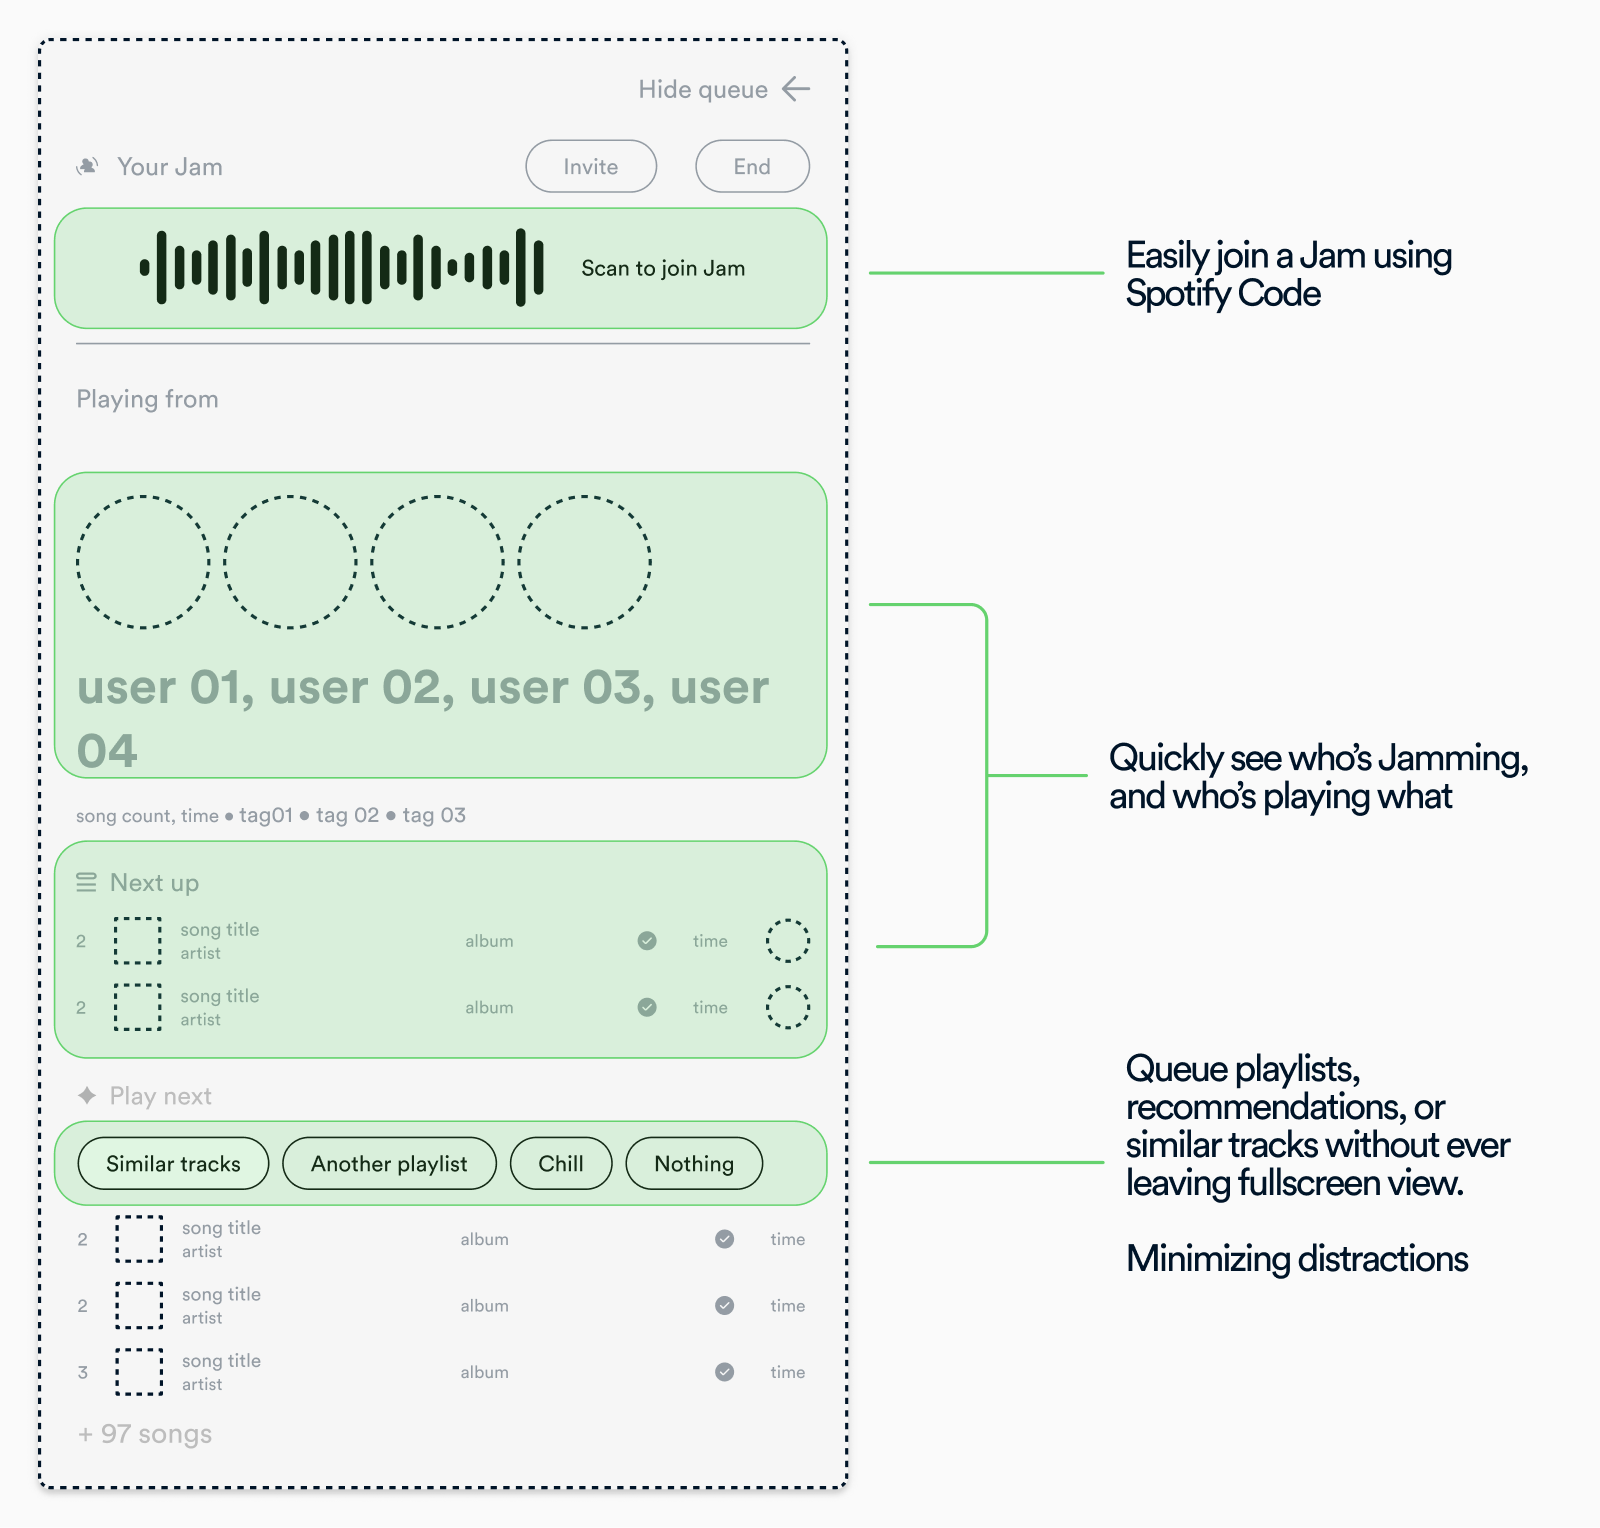 Hide queue
Your Jam
Invite
End
Scan to join Jam
Easily join a Jam using
Spotify Code
Playing from
user 01, user 02, user 03, user
04
Quickly see who's Jamming,
and who's playing what
song count, time • tag01 • tag 02 • tag 03
Next up
2
song title
artist
album
time
2
song title
artist
album
time
Play next
Similar tracks
Another playlist
Chill
Nothing
Queue playlists,
recommendations, or
similar tracks without ever
leaving fullscreen view.
Minimizing distractions
2
song title
artist
album
time
2
song title
artist
album
time
3
song title
artist
album
time
+ 97 songs